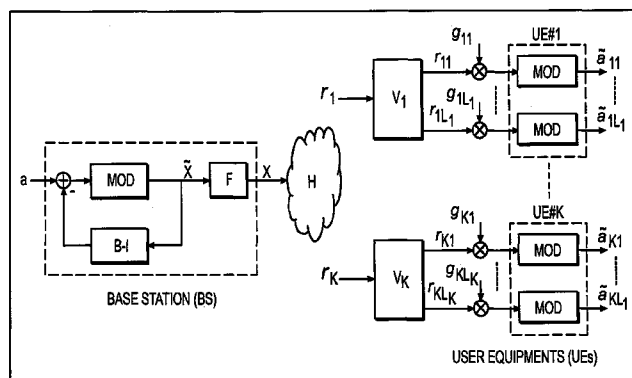 a
-
MOD
x̃
F
X
H
B-I
BASE STATION (BS)
r1
V1
r11
g11
UE#1
MOD
ã11
r1L1
g1L1
MOD
ã1L1
rK
VK
rK1
gK1
UE#K
MOD
ãK1
rKLK
gKLK
MOD
ãKL1
USER EQUIPMENTS (UEs)